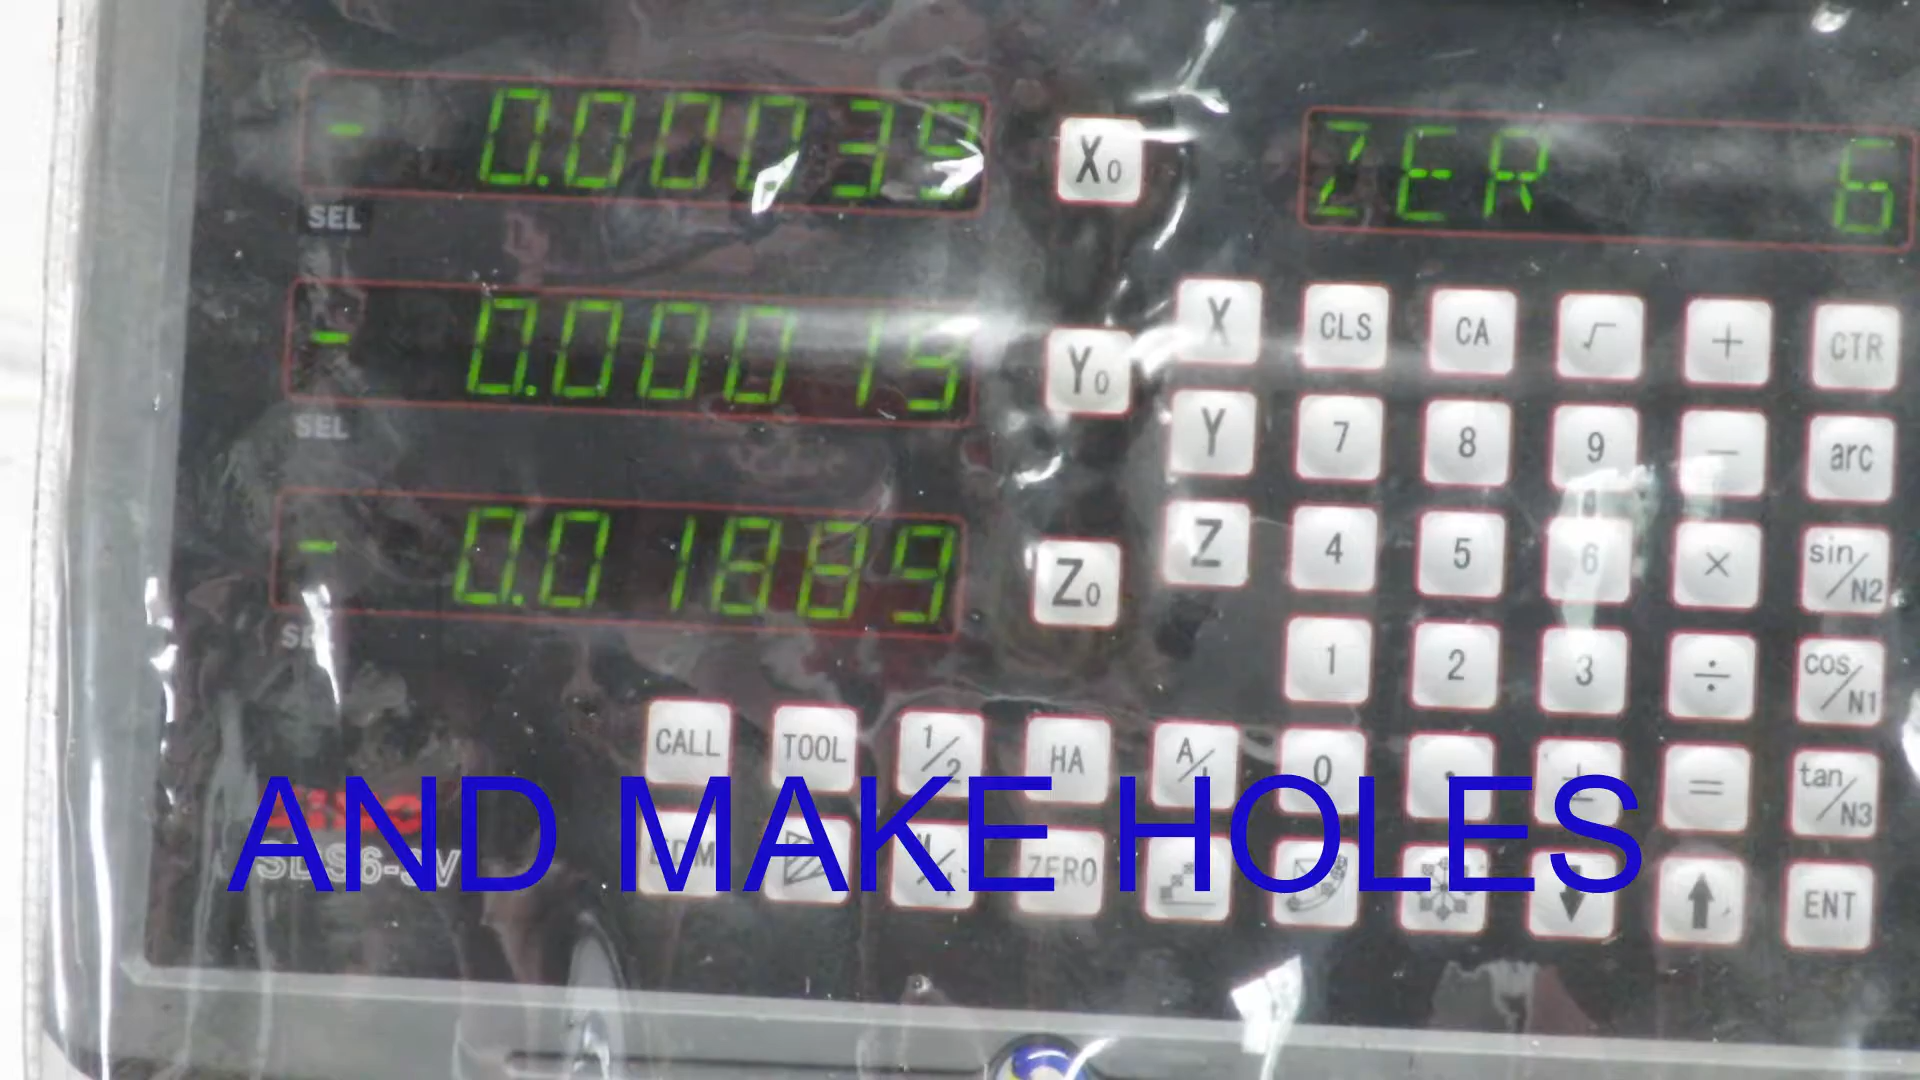 - 0.00039 X0 ZER 6
SEL
- 0.00019 Y0 X CLS CA √ + CTR
SEL
Y 7 8 9 - arc
- 0.01889 Z0 Z 4 5 6 × sin/N2
1 2 3 ÷ cos/N1
CALL TOOL 1/2 HA 0 . ± = tan/N3
ZERO ENT
AND MAKE HOLES